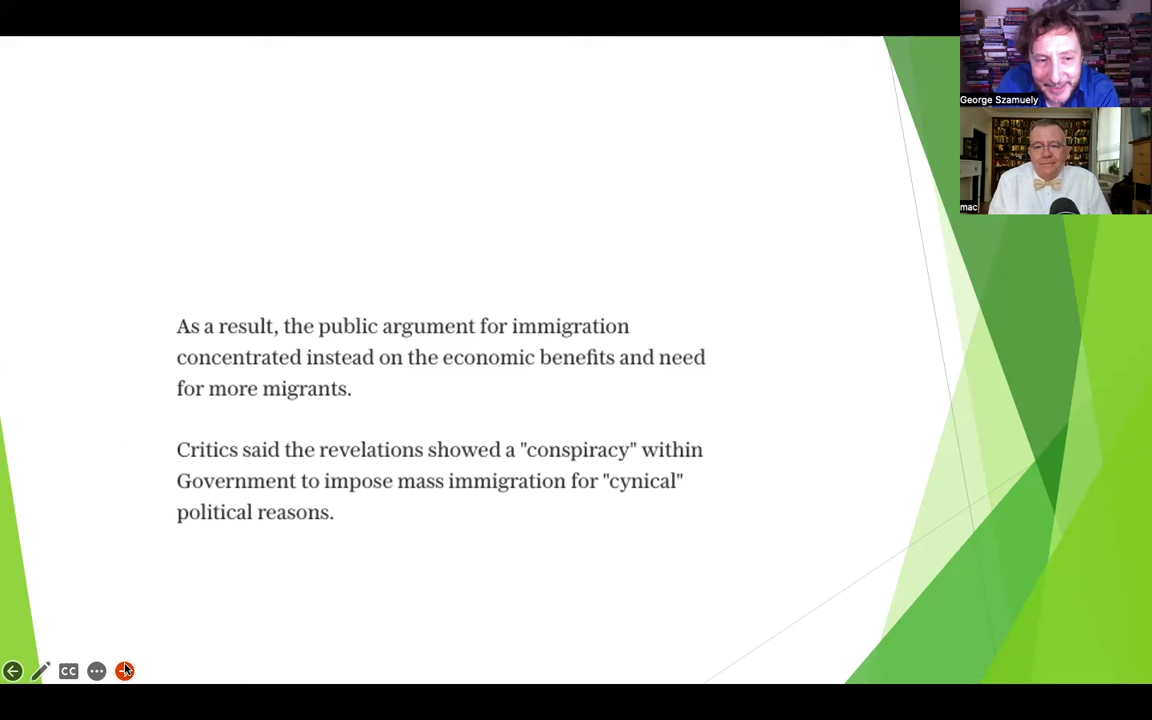 George Szamuely
mac
As a result, the public argument for immigration
concentrated instead on the economic benefits and need
for more migrants.
Critics said the revelations showed a "conspiracy" within
Government to impose mass immigration for "cynical"
political reasons.
CC